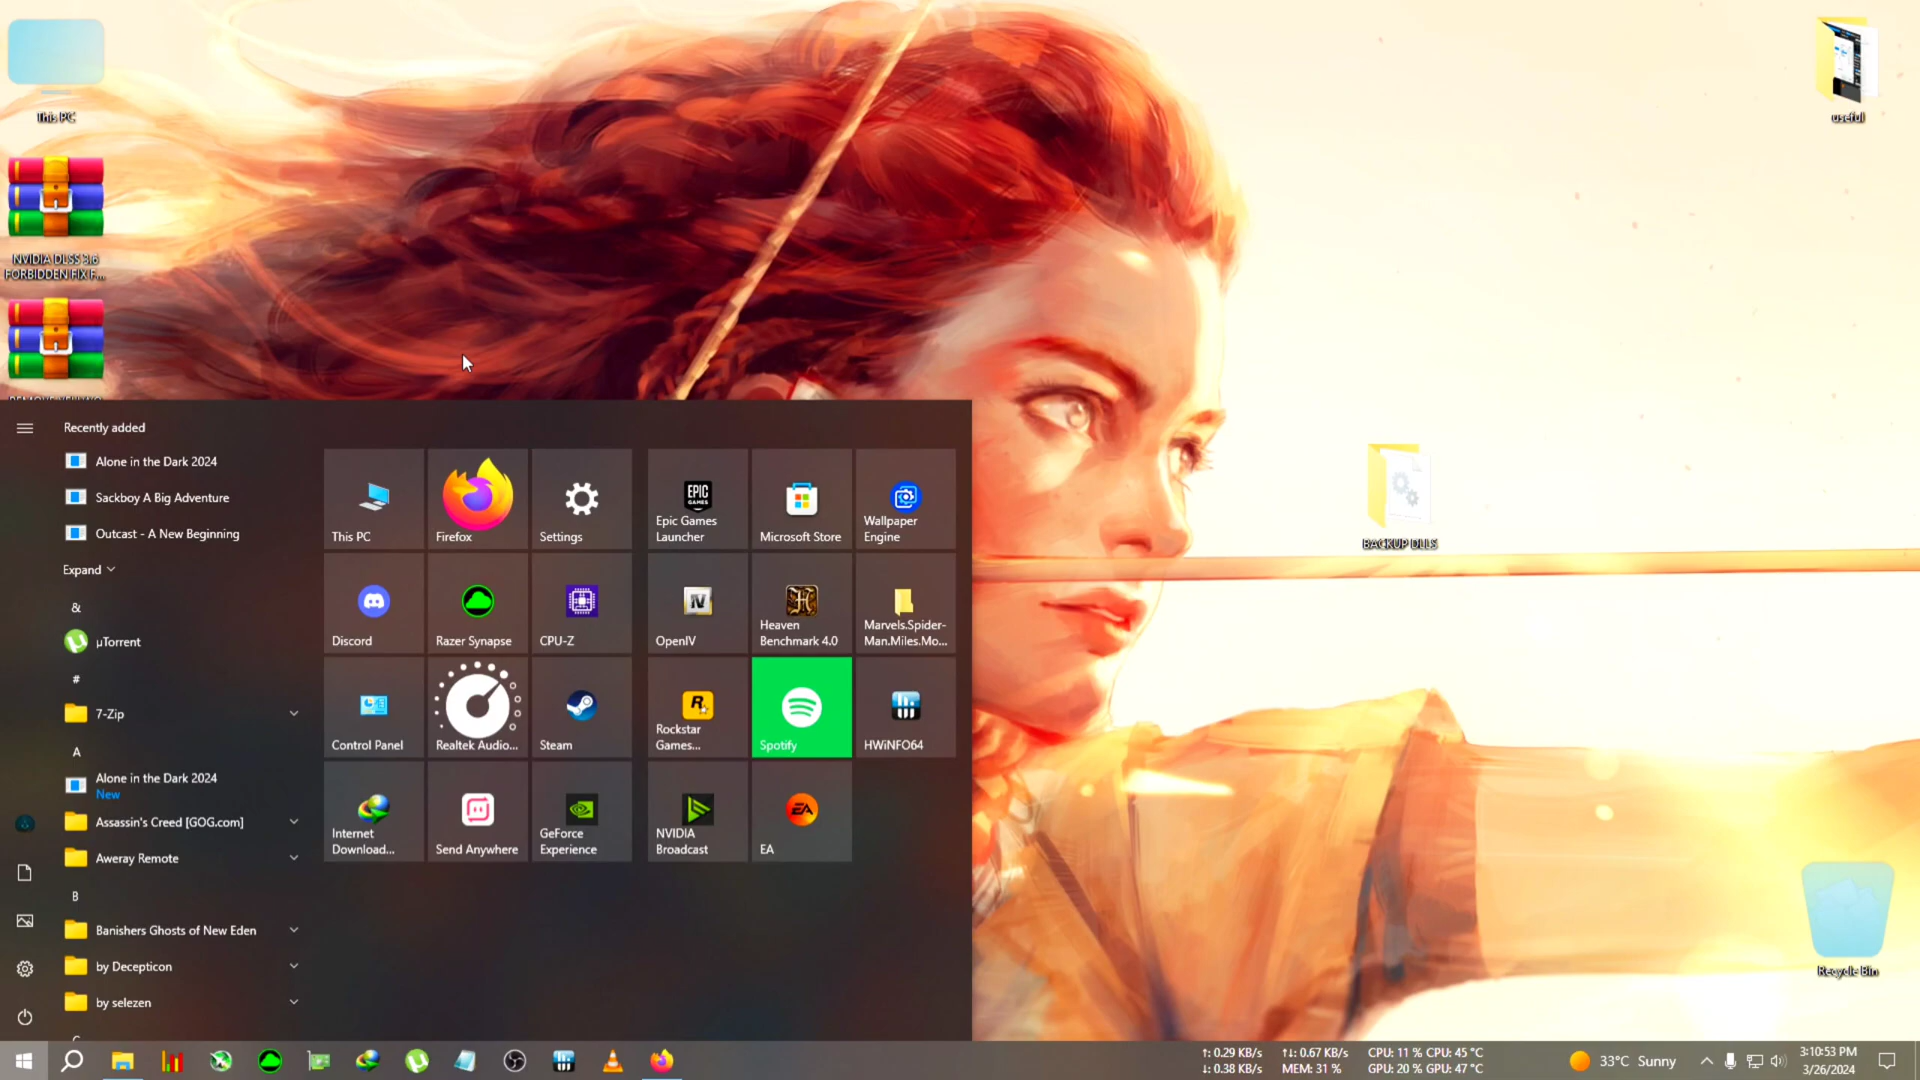 This PC
NVIDIA DLSS 3.6
FORBIDDEN FIX F...
useful
BACKUP DLLS
Recycle Bin
Recently added
Alone in the Dark 2024
Sackboy A Big Adventure
Outcast - A New Beginning
Expand
&
µTorrent
#
7-Zip
A
Alone in the Dark 2024
New
Assassin's Creed [GOG.com]
Aweray Remote
B
Banishers Ghosts of New Eden
by Decepticon
by selezen
This PC
Firefox
Settings
Epic Games
Launcher
Microsoft Store
Wallpaper
Engine
Discord
Razer Synapse
CPU-Z
OpenIV
Heaven
Benchmark 4.0
Marvels.Spider-
Man.Miles.Mo...
Control Panel
Realtek Audio...
Steam
Rockstar
Games...
Spotify
HWiNFO64
Internet
Download...
Send Anywhere
GeForce
Experience
NVIDIA
Broadcast
EA
↑: 0.29 KB/s
↓: 0.38 KB/s
↑↓: 0.67 KB/s
MEM: 31 %
CPU: 11 % CPU: 45 °C
GPU: 20 % GPU: 47 °C
33°C Sunny
3:10:53 PM
3/26/2024